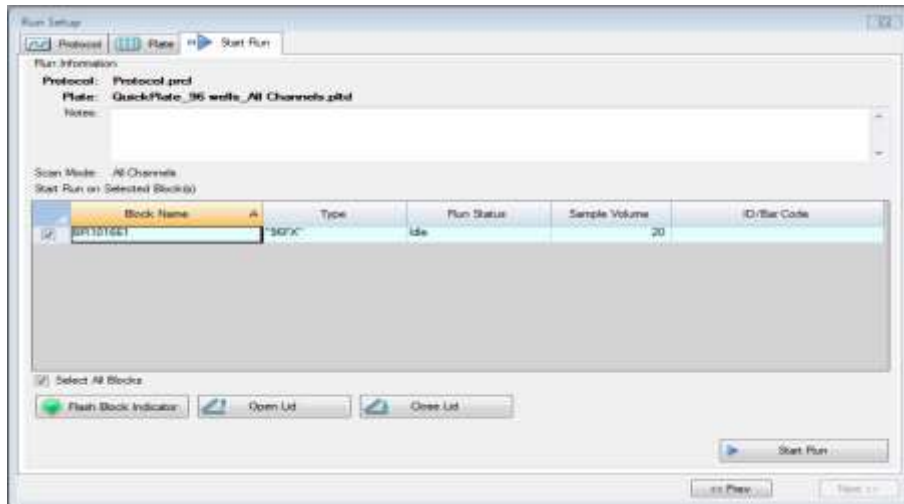 Run Setup
Protocol Plate Start Run
Run Information
Protocol: Protocol.prcl
Plate: QuickPlate_96 wells_All Channels.pltd
Notes:
Scan Mode: All Channels
Start Run on Selected Block(s)
Block Name Type Run Status Sample Volume ID/Bar Code
BR101661 Idle 20
Select All Blocks
Flash Block Indicator Open Lid Close Lid
Start Run
<< Prev Next >>